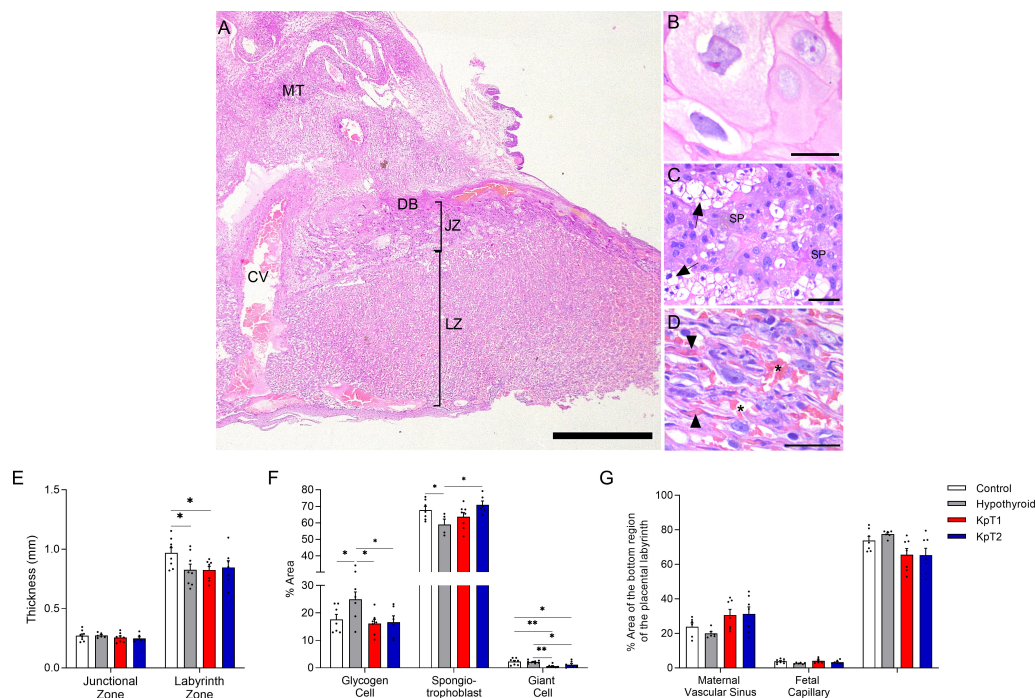 A
MT
DB
JZ
CV
LZ
B
C
SP
SP
D
*
*
E
Thickness (mm)
1.5
1.0
0.5
0.0
*
*
Junctional
Zone
Labyrinth
Zone
F
% Area
80
70
60
50
40
30
20
10
0
*
*
*
*
*
*
**
*
**
Glycogen
Cell
Spongio-
trophoblast
Giant
Cell
G
% Area of the bottom region
of the placental labyrinth
100
80
60
40
20
0
Maternal
Vascular Sinus
Fetal
Capillary
Control
Hypothyroid
KpT1
KpT2